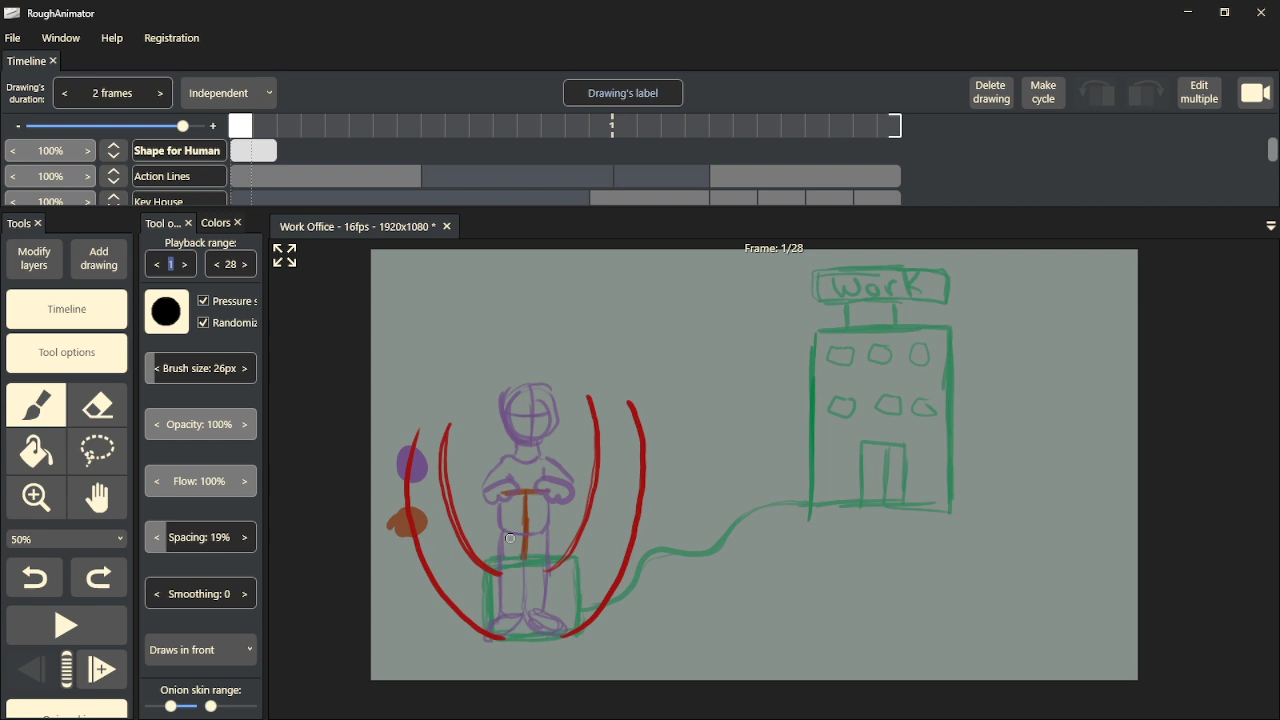 RoughAnimator
File Window Help Registration
Timeline
Drawing's duration: < 2 frames > Independent Drawing's label Delete drawing Make cycle Edit multiple
- +
1
< 100% > Shape for Human
< 100% > Action Lines
< 100% > Key House
Tools Tool o... Colors Work Office - 16fps - 1920x1080 *
Playback range: Frame: 1/28
Modify layers Add drawing < 1 > < 28 >
Timeline Pressure s
Randomiz
Tool options
< Brush size: 26px >
< Opacity: 100% >
< Flow: 100% >
50% < Spacing: 19% >
< Smoothing: 0 >
Draws in front
Onion skin range:
Work